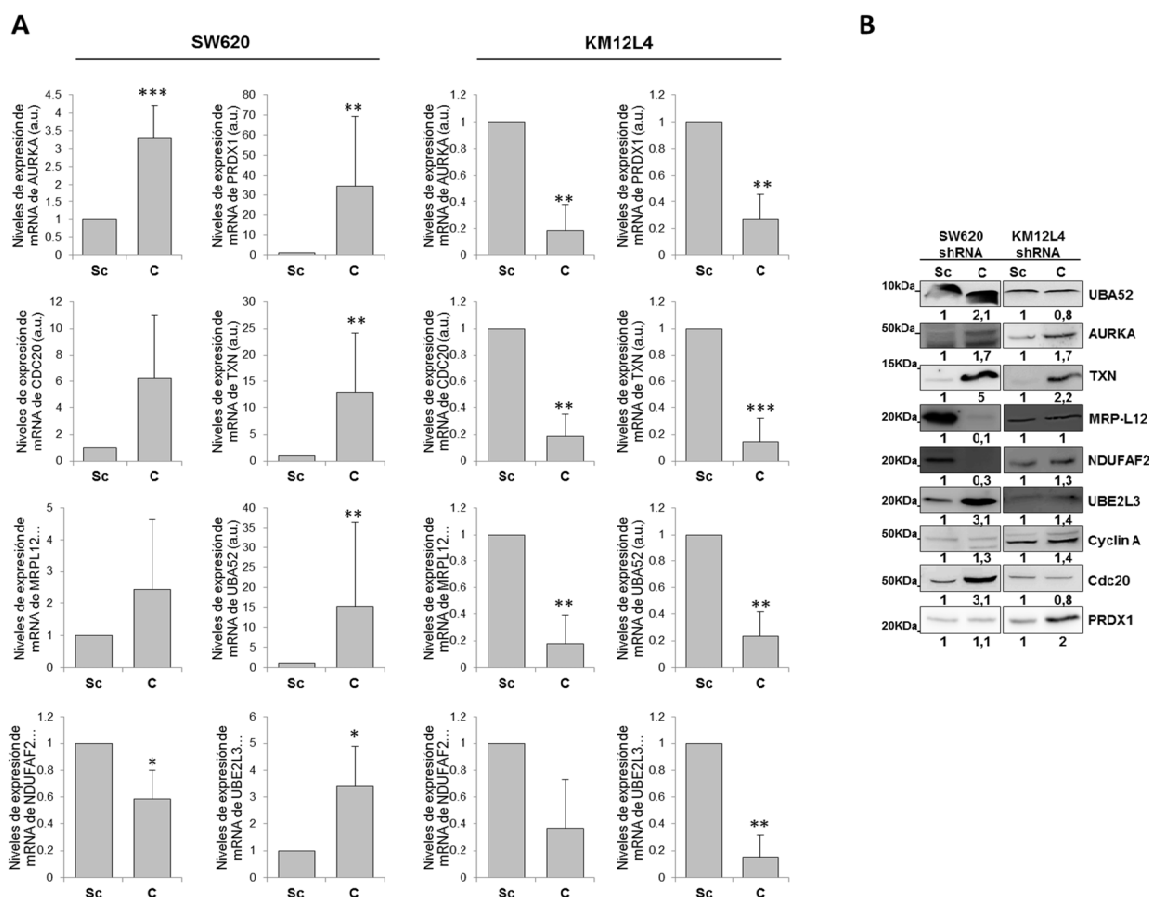 A
B
SW620
KM12L4
Niveles de expresión de
mRNA de AURKA (a.u.)
4.5
4
3.5
3
2.5
2
1.5
1
0.5
0
***
Sc
C
Niveles de expresión de
mRNA de PRDX1 (a.u.)
80
70
60
50
40
30
20
10
0
**
Sc
C
Niveles de expresión de
mRNA de AURKA (a.u.)
1.2
1
0.8
0.6
0.4
0.2
0
**
Sc
C
Niveles de expresión de
mRNA de PRDX1 (a.u.)
1.2
1
0.8
0.6
0.4
0.2
0
**
Sc
C
Niveles de expresión de
mRNA de CDC20 (a.u.)
12
10
8
6
4
2
0
Sc
C
Niveles de expresión de
mRNA de TXN (a.u.)
30
25
20
15
10
5
0
**
Sc
C
Niveles de expresión de
mRNA de CDC20 (a.u.)
1.2
1
0.8
0.6
0.4
0.2
0
**
Sc
C
Niveles de expresión de
mRNA de TXN (a.u.)
1.2
1
0.8
0.6
0.4
0.2
0
***
Sc
C
Niveles de expresión de
mRNA de MRPL12...
5
4
3
2
1
0
Sc
C
Niveles de expresión de
mRNA de UBA52 (a.u.)
40
35
30
25
20
15
10
5
0
**
Sc
C
Niveles de expresión de
mRNA de MRPL12...
1.2
1
0.8
0.6
0.4
0.2
0
**
Sc
C
Niveles de expresión de
mRNA de UBA52 (a.u.)
1.2
1
0.8
0.6
0.4
0.2
0
**
Sc
C
Niveles de expresión de
mRNA de NDUFAF2...
1.2
1
0.8
0.6
0.4
0.2
0
*
Sc
C
Niveles de expresión de
mRNA de UBE2L3...
6
5
4
3
2
1
0
*
Sc
C
Niveles de expresión de
mRNA de NDUFAF2...
1.2
1
0.8
0.6
0.4
0.2
0
Sc
C
Niveles de expresión de
mRNA de UBE2L3...
1.2
1
0.8
0.6
0.4
0.2
0
**
Sc
C
SW620 KM12L4
shRNA shRNA
Sc C Sc C
10kDa UBA52
1 2,1 1 0,8
50kDa AURKA
1 1,7 1 1,7
15KDa TXN
1 5 1 2,2
20KDa MRP-L12
1 0,1 1 1
20KDa NDUFAF2
1 0,3 1 1,3
20KDa UBE2L3
1 3,1 1 1,4
50KDa Cyclin A
1 1,3 1 1,4
50KDa Cdc20
1 3,1 1 0,8
20KDa PRDX1
1 1,1 1 2